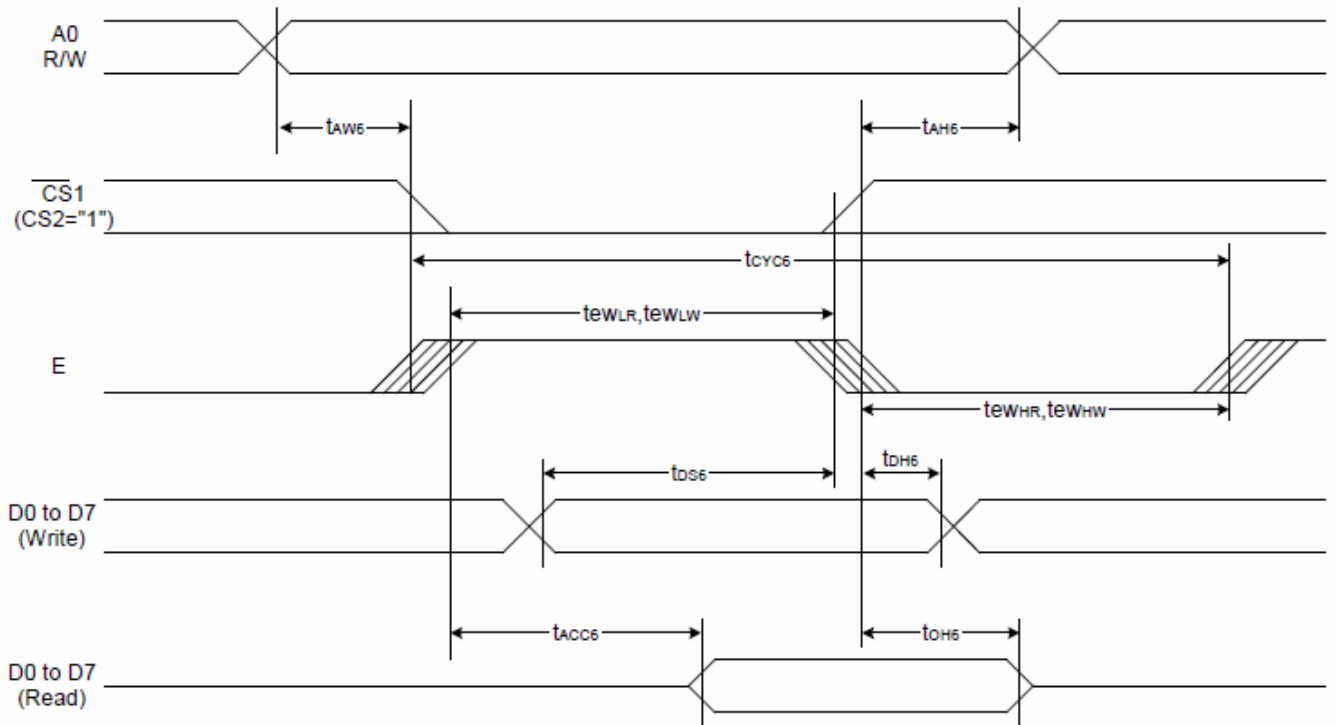 A0
R/W
tAW6
tAH6
CS1
(CS2="1")
tCYC6
tewLR,tewLW
E
tewHR,tewHW
tDS6
tDH6
D0 to D7
(Write)
tACC6
tOH6
D0 to D7
(Read)